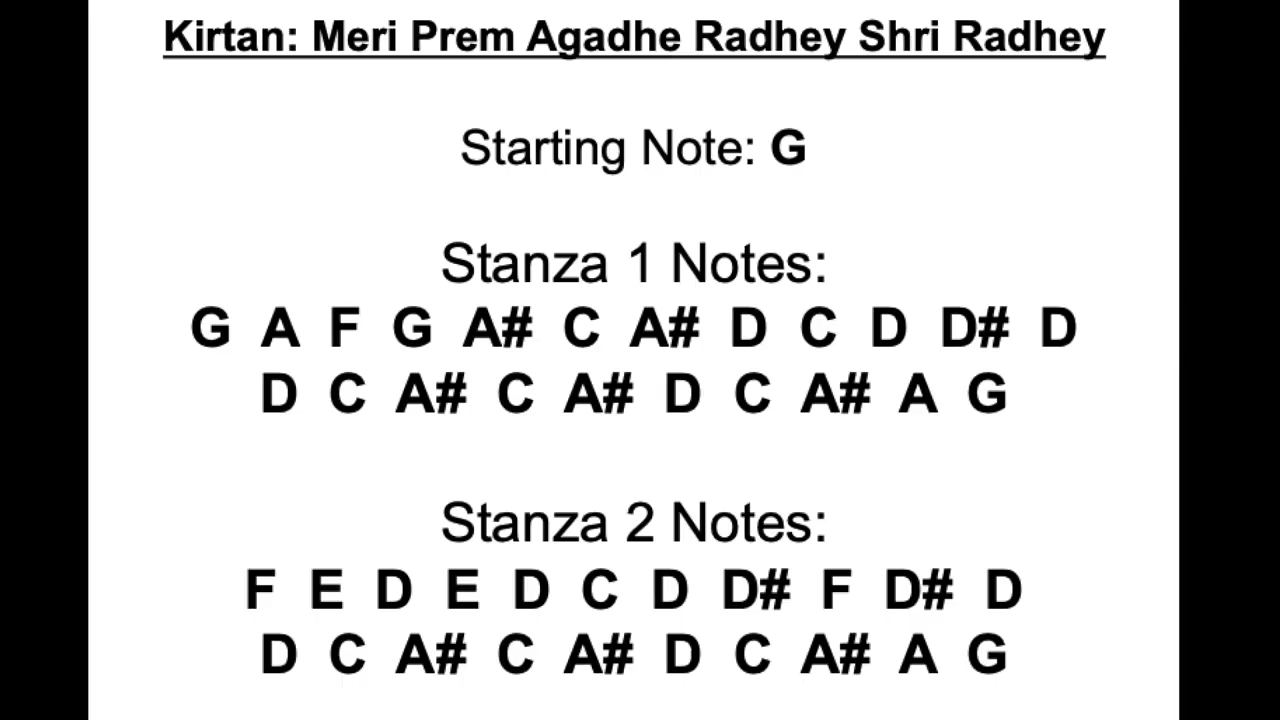 Kirtan: Meri Prem Agadhe Radhey Shri Radhey
Starting Note: G
Stanza 1 Notes:
G A F G A# C A# D C D D# D
D C A# C A# D C A# A G
Stanza 2 Notes:
F E D E D C D D# F D# D
D C A# C A# D C A# A G